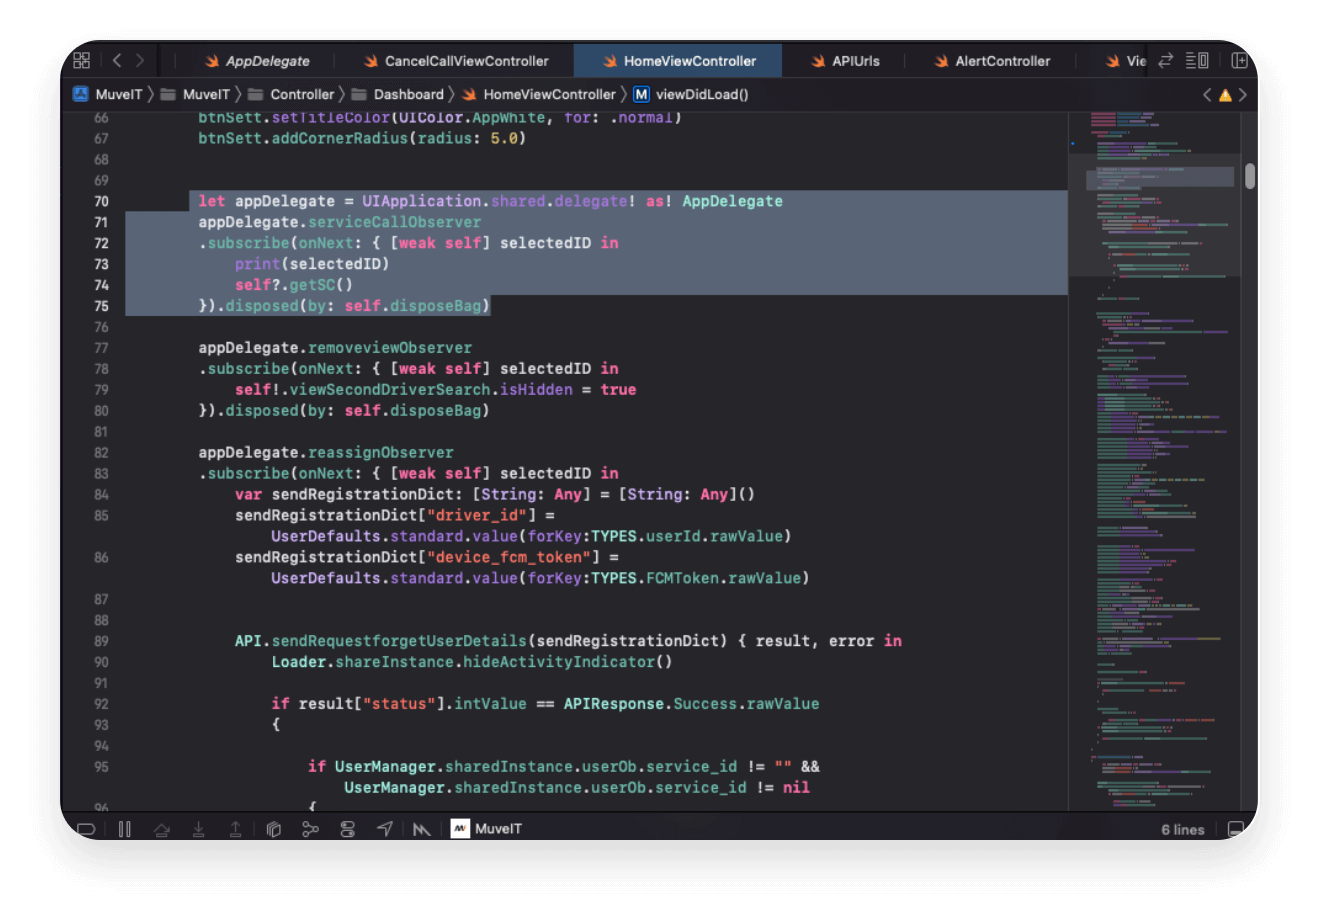 AppDelegate CancelCallViewController HomeViewController APIUrls AlertController Vie
MuveIT MuveIT Controller Dashboard HomeViewController M viewDidLoad()
66 btnSett.setTitleColor(UIColor.AppWhite, for: .normal)
67 btnSett.addCornerRadius(radius: 5.0)
68
69
70 let appDelegate = UIApplication.shared.delegate! as! AppDelegate
71 appDelegate.serviceCallObserver
72 .subscribe(onNext: { [weak self] selectedID in
73 print(selectedID)
74 self?.getSC()
75 }).disposed(by: self.disposeBag)
76
77 appDelegate.removeviewObserver
78 .subscribe(onNext: { [weak self] selectedID in
79 self!.viewSecondDriverSearch.isHidden = true
80 }).disposed(by: self.disposeBag)
81
82 appDelegate.reassignObserver
83 .subscribe(onNext: { [weak self] selectedID in
84 var sendRegistrationDict: [String: Any] = [String: Any]()
85 sendRegistrationDict["driver_id"] =
UserDefaults.standard.value(forKey:TYPES.userId.rawValue)
86 sendRegistrationDict["device_fcm_token"] =
UserDefaults.standard.value(forKey:TYPES.FCMToken.rawValue)
87
88
89 API.sendRequestforgetUserDetails(sendRegistrationDict) { result, error in
90 Loader.shareInstance.hideActivityIndicator()
91
92 if result["status"].intValue == APIResponse.Success.rawValue
93 {
94
95 if UserManager.sharedInstance.userOb.service_id != "" &&
UserManager.sharedInstance.userOb.service_id != nil
96 {
MuveIT 6 lines